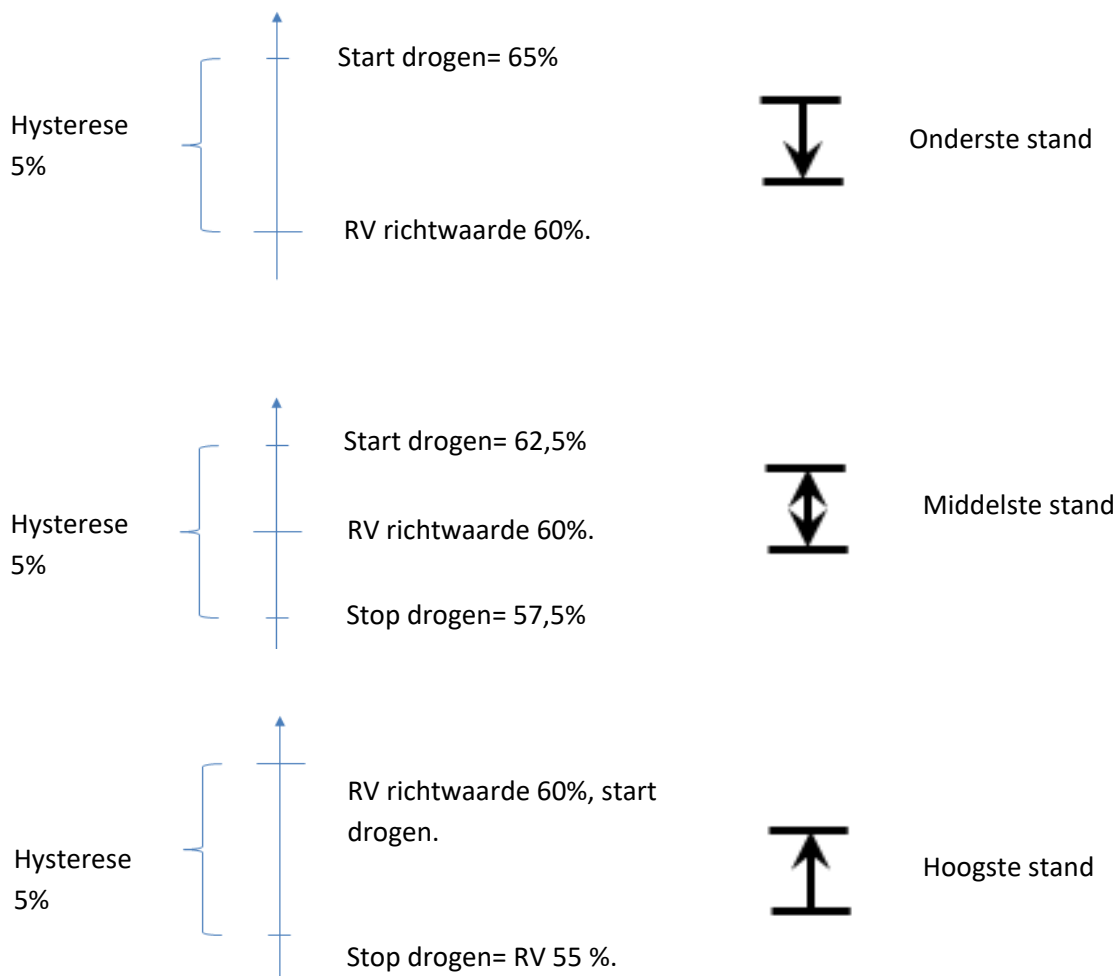 Start drogen= 65%
Hysterese
5%
Onderste stand
RV richtwaarde 60%.
Start drogen= 62,5%
Hysterese
5%
RV richtwaarde 60%.
Middelste stand
Stop drogen= 57,5%
RV richtwaarde 60%, start
drogen.
Hysterese
5%
Hoogste stand
Stop drogen= RV 55 %.